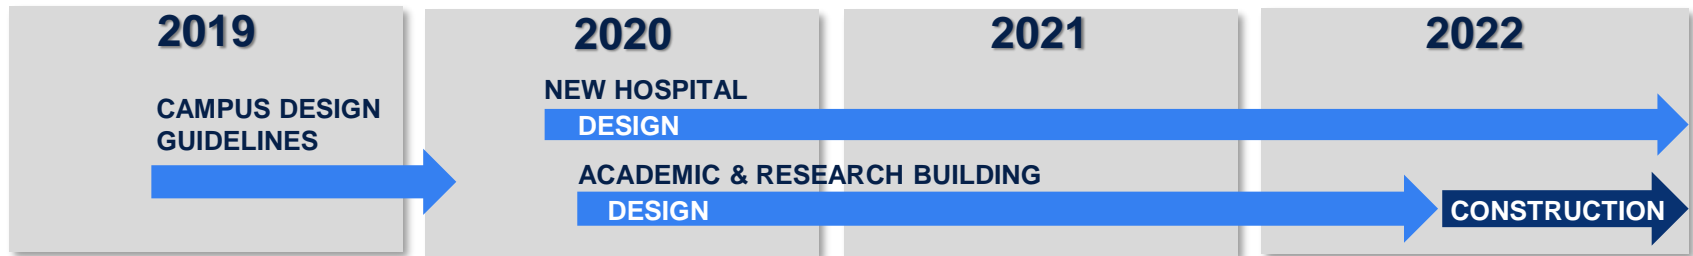 2019
2020
2021
2022
CAMPUS DESIGN
GUIDELINES
NEW HOSPITAL
DESIGN
ACADEMIC & RESEARCH BUILDING
DESIGN
CONSTRUCTION